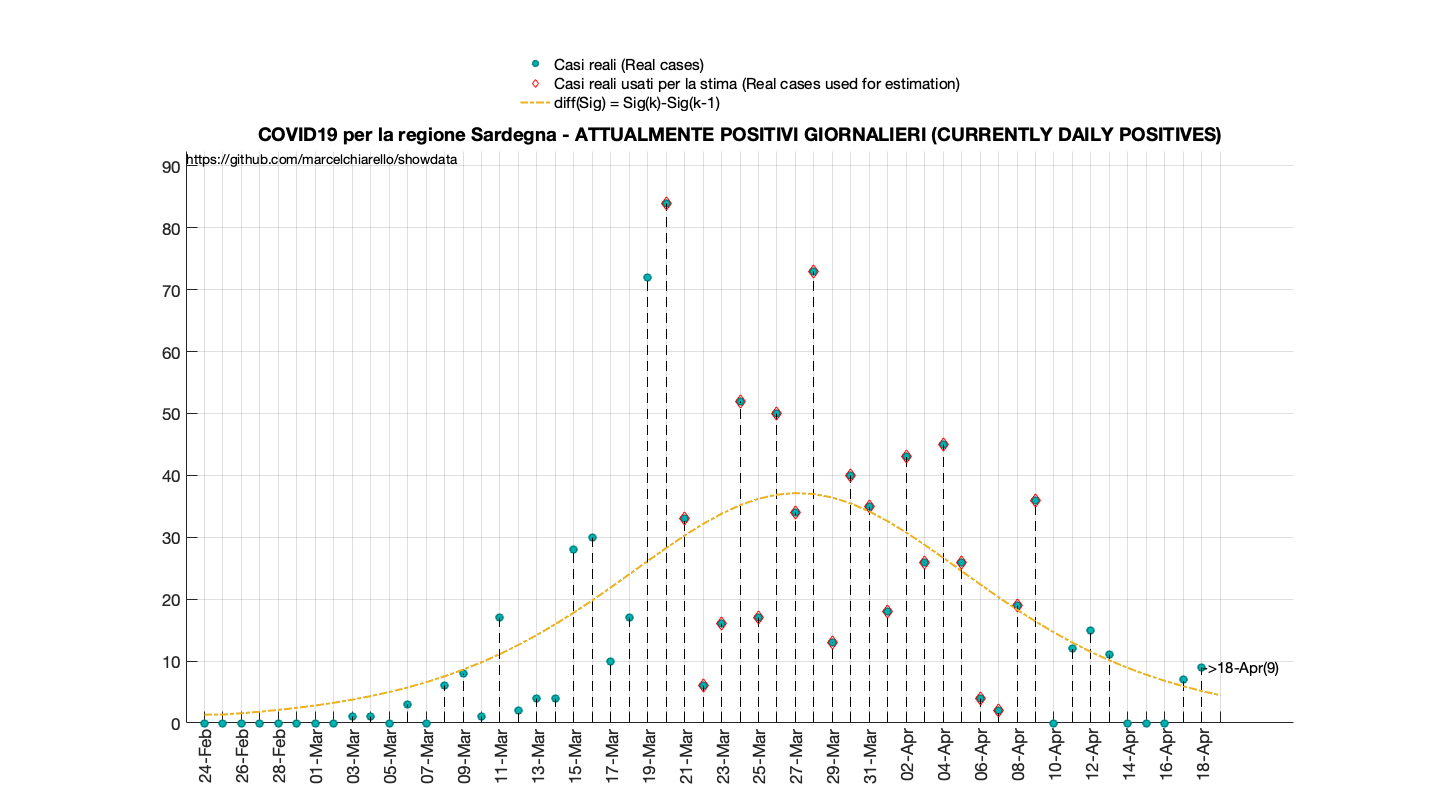 Casi reali (Real cases)
Casi reali usati per la stima (Real cases used for estimation)
diff(Sig) = Sig(k)-Sig(k-1)
COVID19 per la regione Sardegna - ATTUALMENTE POSITIVI GIORNALIERI (CURRENTLY DAILY POSITIVES)
https://github.com/marcelchiarello/showdata
90
80
70
60
50
40
30
20
10
0
->18-Apr(9)
24-Feb
26-Feb
28-Feb
01-Mar
03-Mar
05-Mar
07-Mar
09-Mar
11-Mar
13-Mar
15-Mar
17-Mar
19-Mar
21-Mar
23-Mar
25-Mar
27-Mar
29-Mar
31-Mar
02-Apr
04-Apr
06-Apr
08-Apr
10-Apr
12-Apr
14-Apr
16-Apr
18-Apr